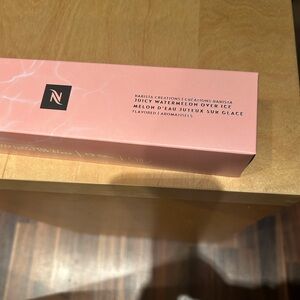 BARISTA CREATIONS | CRÉATIONS BARISTA
JUICY WATERMELON OVER ICE
MELON D'EAU JUTEUX SUR GLACE
FLAVORED | AROMATISÉS